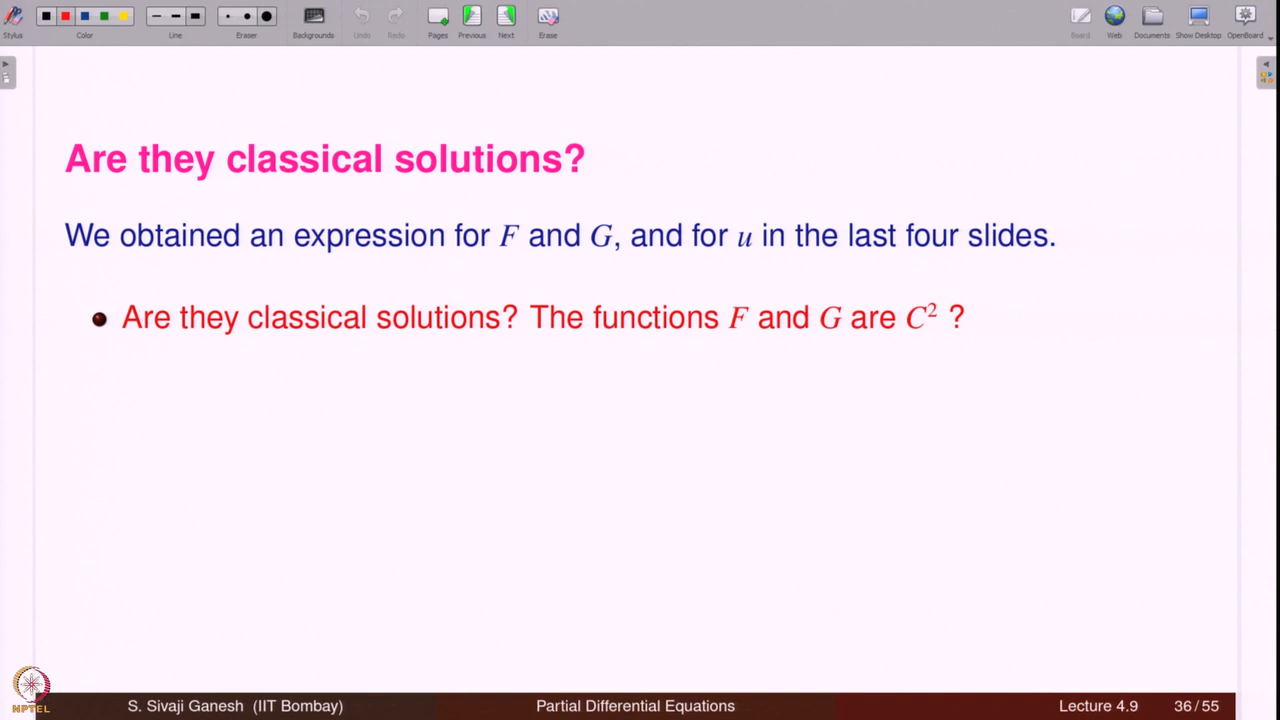 Stylus Color Line Eraser Backgrounds Undo Redo Pages Previous Next Erase Board Web Documents Show Desktop OpenBoard
Are they classical solutions?
We obtained an expression for F and G, and for u in the last four slides.
Are they classical solutions? The functions F and G are C² ?
NPTEL
S. Sivaji Ganesh (IIT Bombay) Partial Differential Equations Lecture 4.9 36 / 55